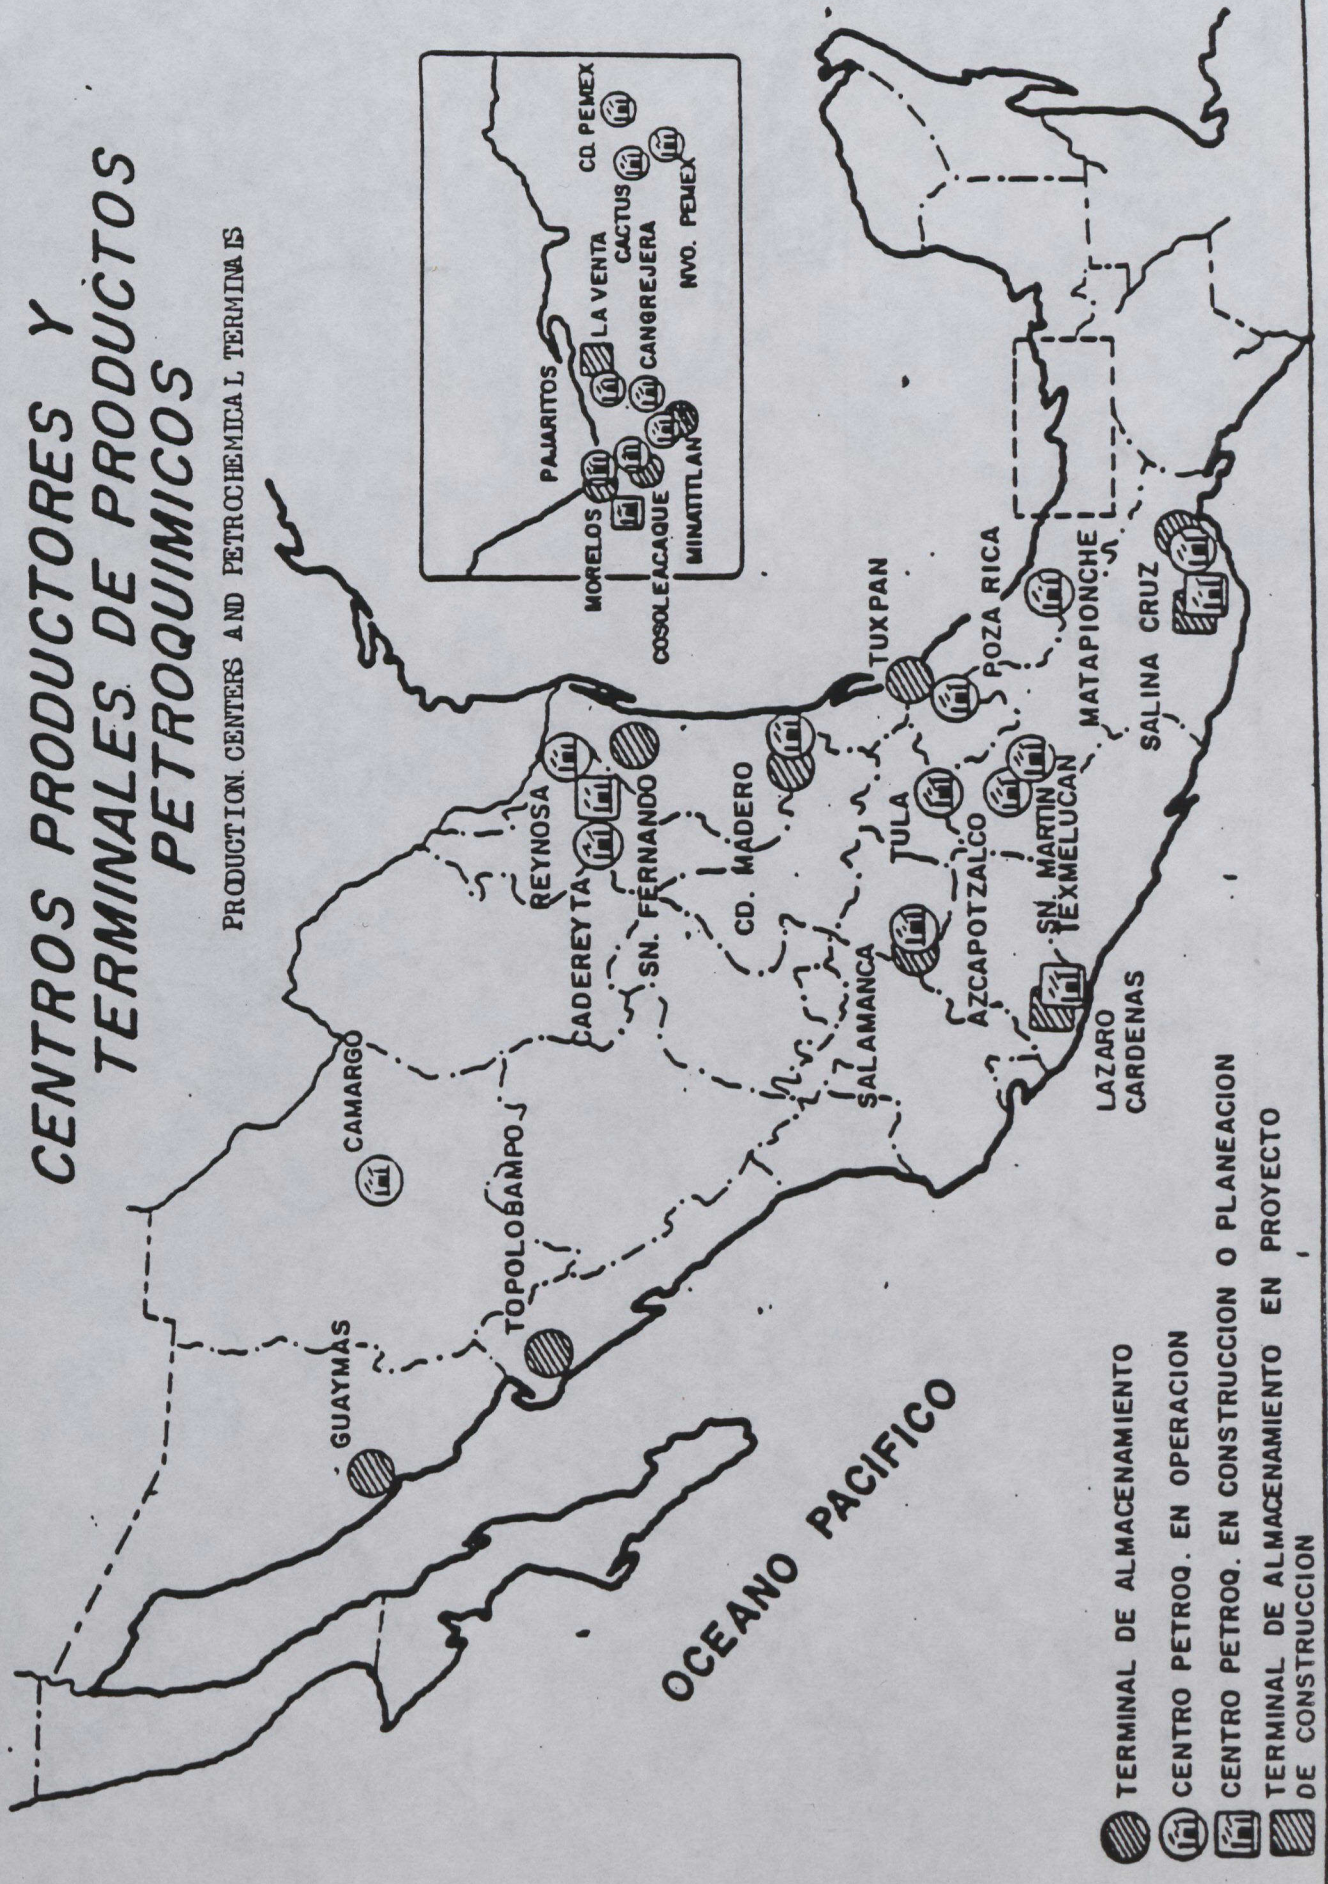 CENTROS PRODUCTORES Y
TERMINALES DE PRODUCTOS
PETROQUIMICOS
PRODUCTION CENTERS AND PETROCHEMICAL TERMINAIS
CD. PEMEX
CACTUS
NVO. PEMEX
LA VENTA
CANGREJERA
PAJARITOS
MORELOS
COSOLEACAQUE
MINATITLAN
GUAYMAS
CAMARGO
TOPOLOBAMPO
REYNOSA
CADEREYTA
SN. FERNANDO
CD. MADERO
TUXPAN
POZA RICA
TULA
SALAMANCA
AZCAPOTZALCO
SN. MARTIN
TEXMELUCAN
MATAPIONCHE
SALINA CRUZ
LAZARO
CARDENAS
OCEANO PACIFICO
TERMINAL DE ALMACENAMIENTO
CENTRO PETROQ. EN OPERACION
CENTRO PETROQ. EN CONSTRUCCION O PLANEACION
TERMINAL DE ALMACENAMIENTO EN PROYECTO
DE CONSTRUCCION